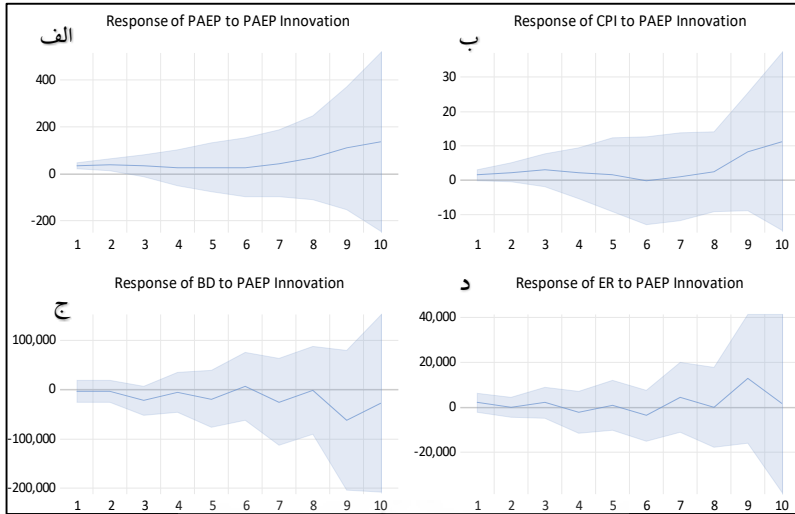 الف
Response of PAEP to PAEP Innovation
400
200
0
-200
1 2 3 4 5 6 7 8 9 10
ب
Response of CPI to PAEP Innovation
30
20
10
0
-10
1 2 3 4 5 6 7 8 9 10
ج
Response of BD to PAEP Innovation
100,000
0
-100,000
-200,000
1 2 3 4 5 6 7 8 9 10
د
Response of ER to PAEP Innovation
40,000
20,000
0
-20,000
1 2 3 4 5 6 7 8 9 10